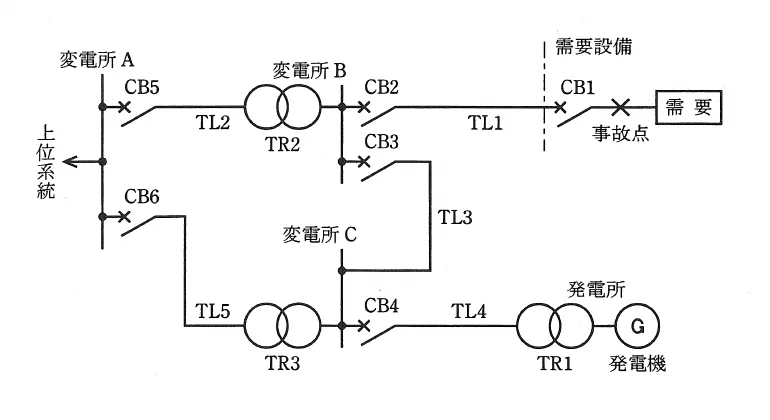 需要設備
変電所 A
変電所 B
CB5
CB2
CB1
需 要
TL2
TR2
TL1
事故点
CB3
上位系統
CB6
TL3
変電所 C
発電所
CB4
TL4
TL5
G
TR3
TR1
発電機